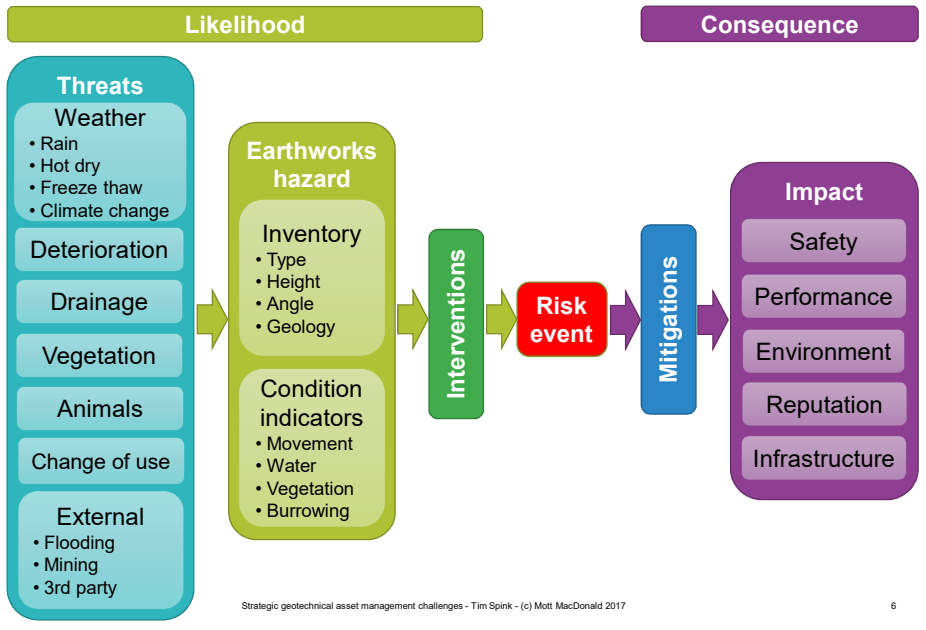 Likelihood
Consequence
Threats
Weather
• Rain
• Hot dry
• Freeze thaw
• Climate change
Deterioration
Drainage
Vegetation
Animals
Change of use
External
• Flooding
• Mining
• 3rd party
Earthworks
hazard
Inventory
• Type
• Height
• Angle
• Geology
Condition
indicators
• Movement
• Water
• Vegetation
• Burrowing
Interventions
Risk
event
Mitigations
Impact
Safety
Performance
Environment
Reputation
Infrastructure
Strategic geotechnical asset management challenges - Tim Spink - (c) Mott MacDonald 2017
6